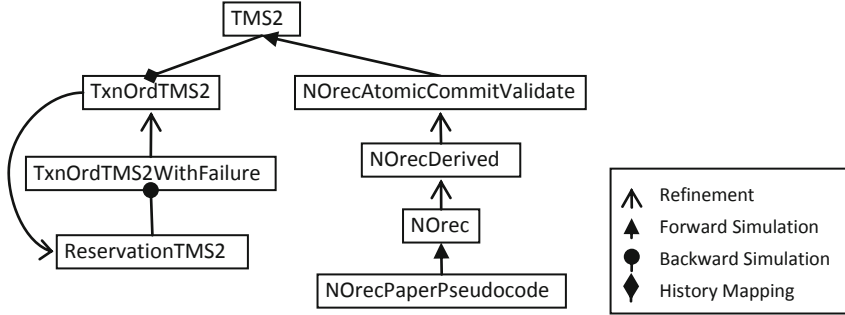 TMS2
TxnOrdTMS2
NOrecAtomicCommitValidate
NOrecDerived
TxnOrdTMS2WithFailure
NOrec
ReservationTMS2
NOrecPaperPseudocode
Refinement
Forward Simulation
Backward Simulation
History Mapping